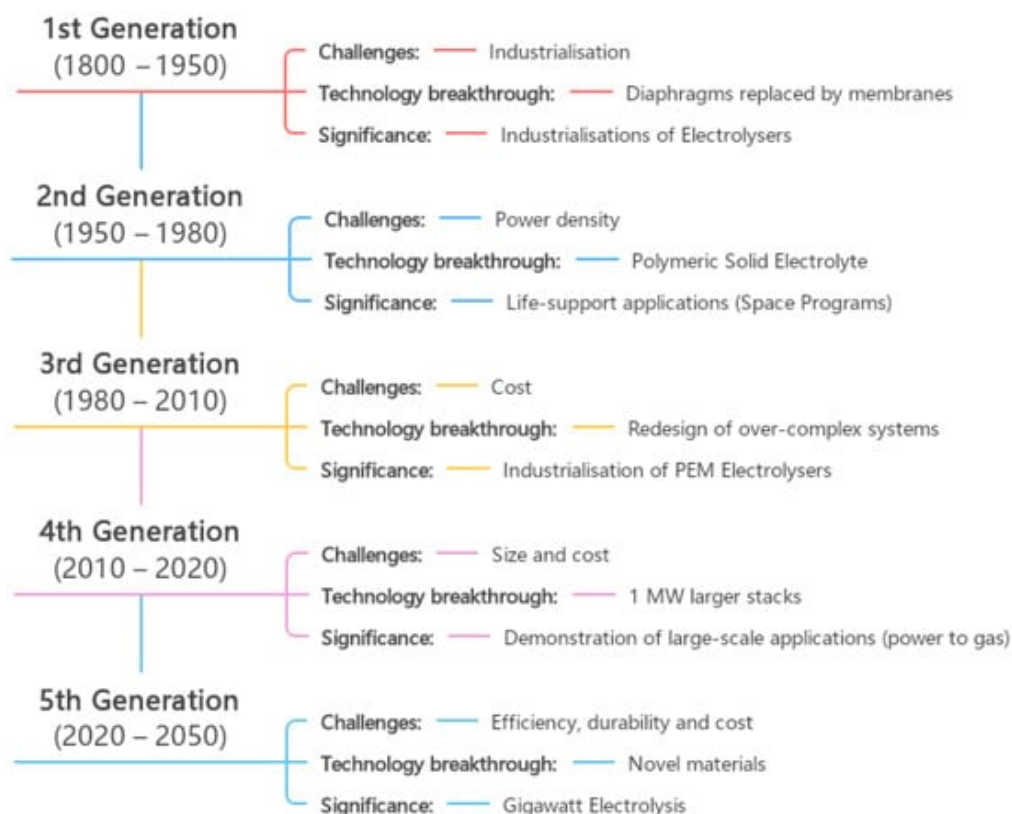 1st Generation
(1800 – 1950)
Challenges: Industrialisation
Technology breakthrough: Diaphragms replaced by membranes
Significance: Industrialisations of Electrolysers
2nd Generation
(1950 – 1980)
Challenges: Power density
Technology breakthrough: Polymeric Solid Electrolyte
Significance: Life-support applications (Space Programs)
3rd Generation
(1980 – 2010)
Challenges: Cost
Technology breakthrough: Redesign of over-complex systems
Significance: Industrialisation of PEM Electrolysers
4th Generation
(2010 – 2020)
Challenges: Size and cost
Technology breakthrough: 1 MW larger stacks
Significance: Demonstration of large-scale applications (power to gas)
5th Generation
(2020 – 2050)
Challenges: Efficiency, durability and cost
Technology breakthrough: Novel materials
Significance: Gigawatt Electrolysis